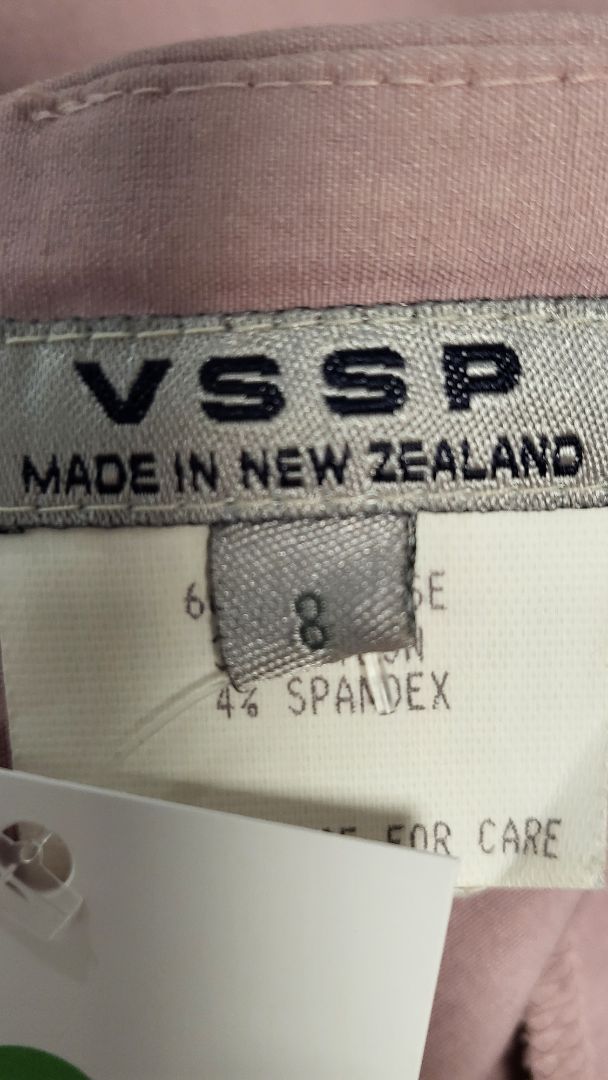 VSSP
MADE IN NEW ZEALAND
8
4% SPANDEX
FOR CARE